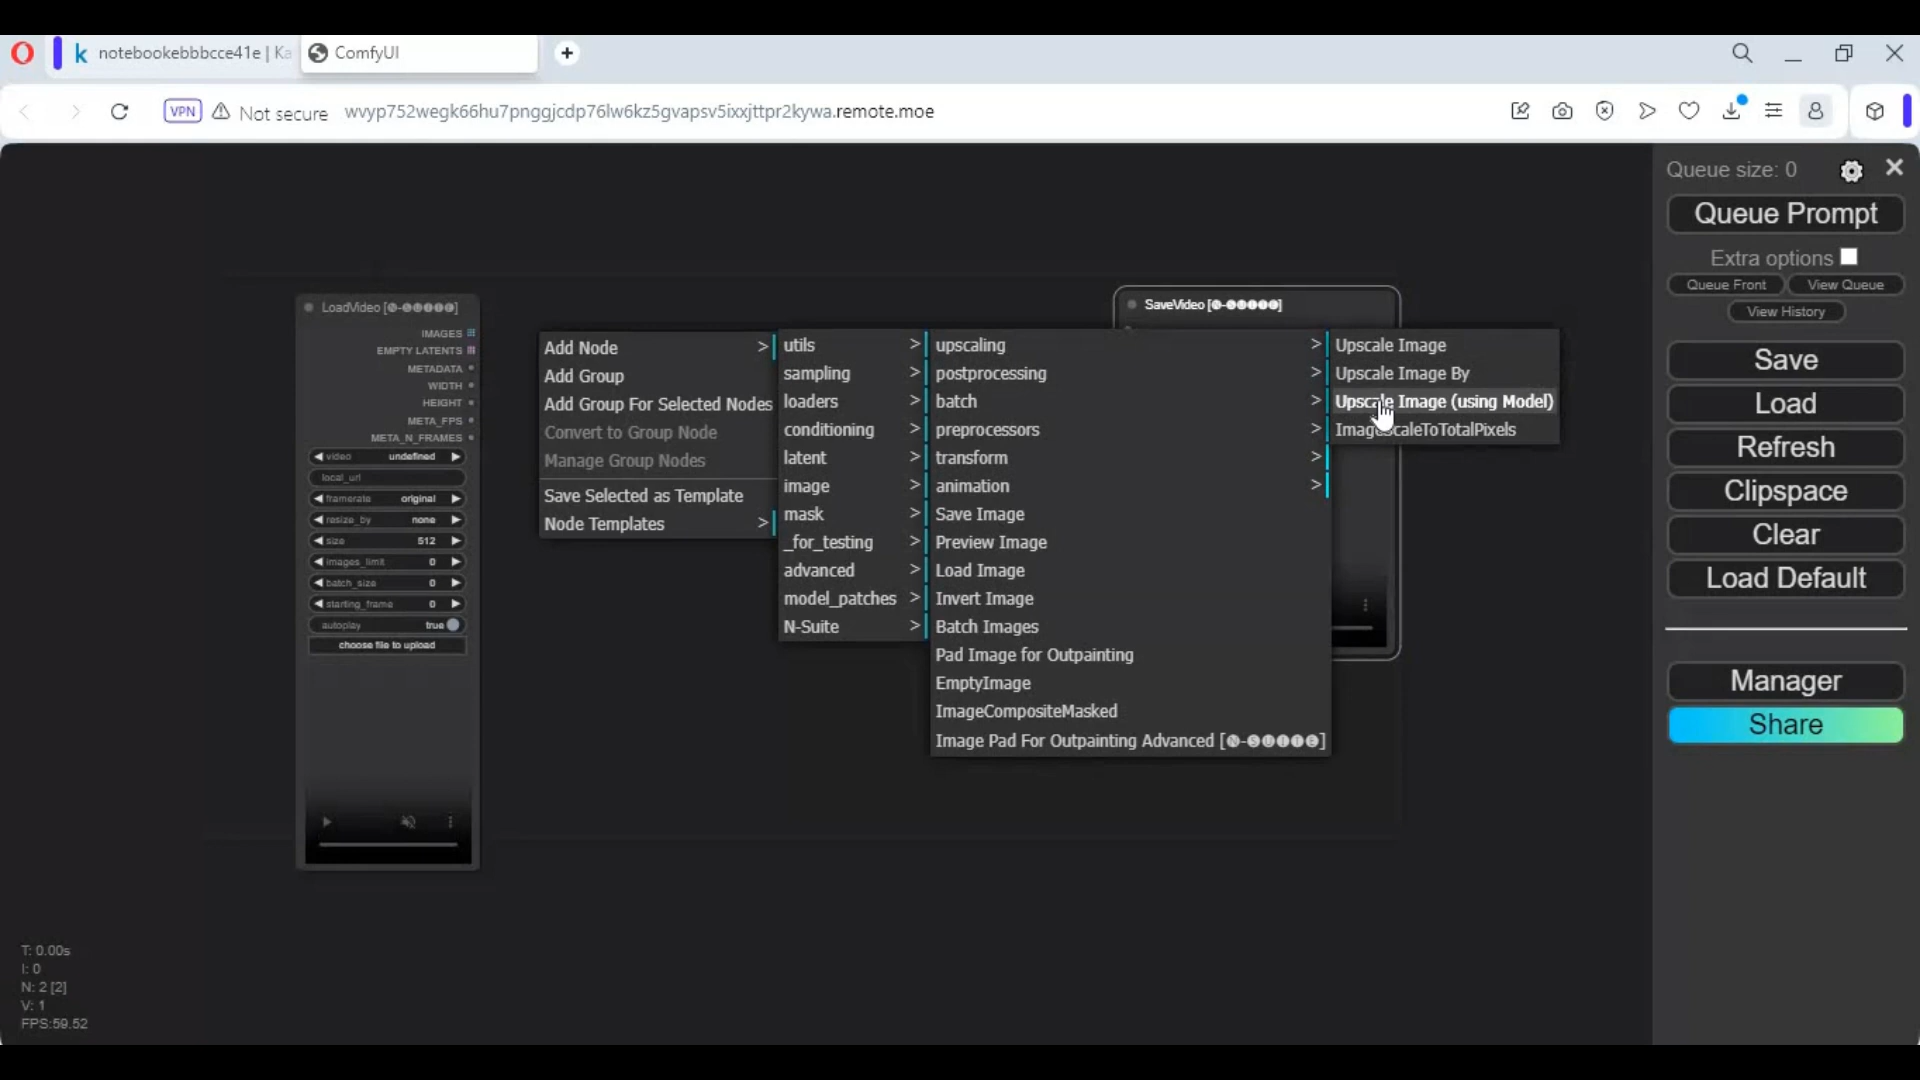 notebookebbbcce41e | Ka
ComfyUI
VPN
Not secure
wvyp752wegk66hu7pnggjcdp76lw6kz5gvapsv5ixxjttpr2kywa.remote.moe
LoadVideo [🅝-🅢🅤🅘🅣🅔]
IMAGES
EMPTY LATENTS
METADATA
WIDTH
HEIGHT
META_FPS
META_N_FRAMES
video undefined
local_url
framerate original
resize_by none
size 512
images_limit 0
batch_size 0
starting_frame 0
autoplay true
choose file to upload
Add Node >
Add Group
Add Group For Selected Nodes
Convert to Group Node
Manage Group Nodes
Save Selected as Template
Node Templates >
utils >
sampling >
loaders >
conditioning >
latent >
image >
mask >
_for_testing >
advanced >
model_patches >
N-Suite >
upscaling >
postprocessing >
batch >
preprocessors >
transform >
animation >
Save Image
Preview Image
Load Image
Invert Image
Batch Images
Pad Image for Outpainting
EmptyImage
ImageCompositeMasked
Image Pad For Outpainting Advanced [🅝-🅢🅤🅘🅣🅔]
SaveVideo [🅝-🅢🅤🅘🅣🅔]
Upscale Image
Upscale Image By
Upscale Image (using Model)
ImageScaleToTotalPixels
Queue size: 0
Queue Prompt
Extra options
Queue Front
View Queue
View History
Save
Load
Refresh
Clipspace
Clear
Load Default
Manager
Share
T: 0.00s
I: 0
N: 2 [2]
V: 1
FPS:59.52